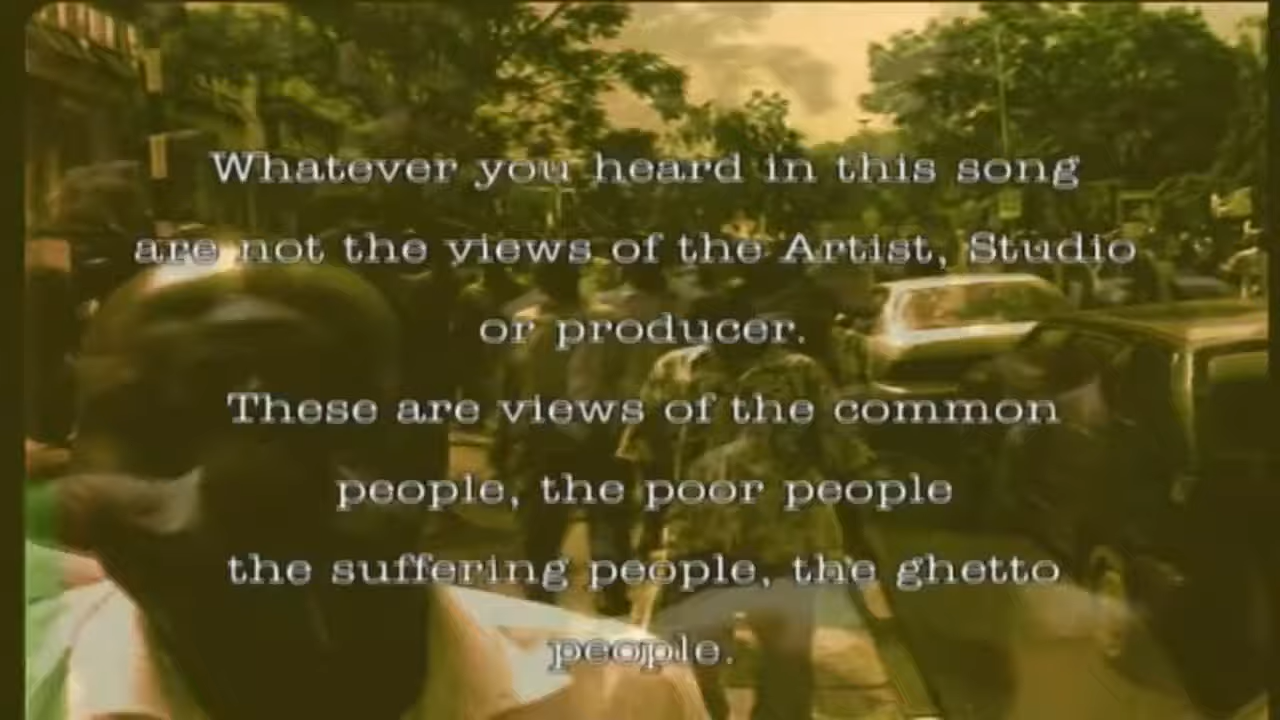 Whatever you heard in this song
are not the views of the Artist, Studio
or producer.
These are views of the common
people, the poor people
the suffering people, the ghetto
people.